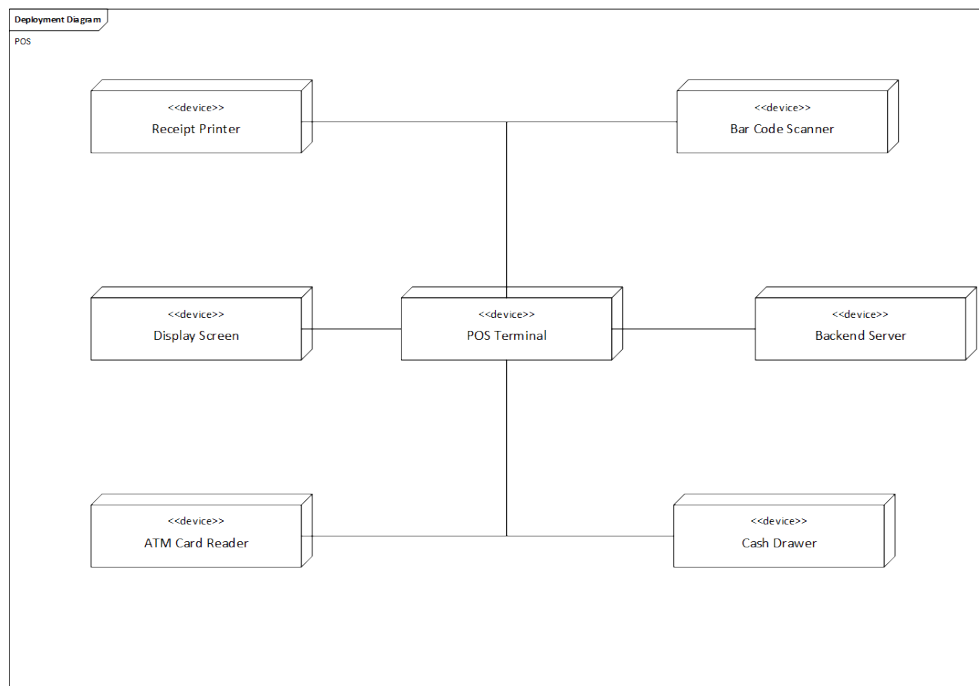 Deployment Diagram
POS
<<device>>
Receipt Printer
<<device>>
Bar Code Scanner
<<device>>
Display Screen
<<device>>
POS Terminal
<<device>>
Backend Server
<<device>>
ATM Card Reader
<<device>>
Cash Drawer